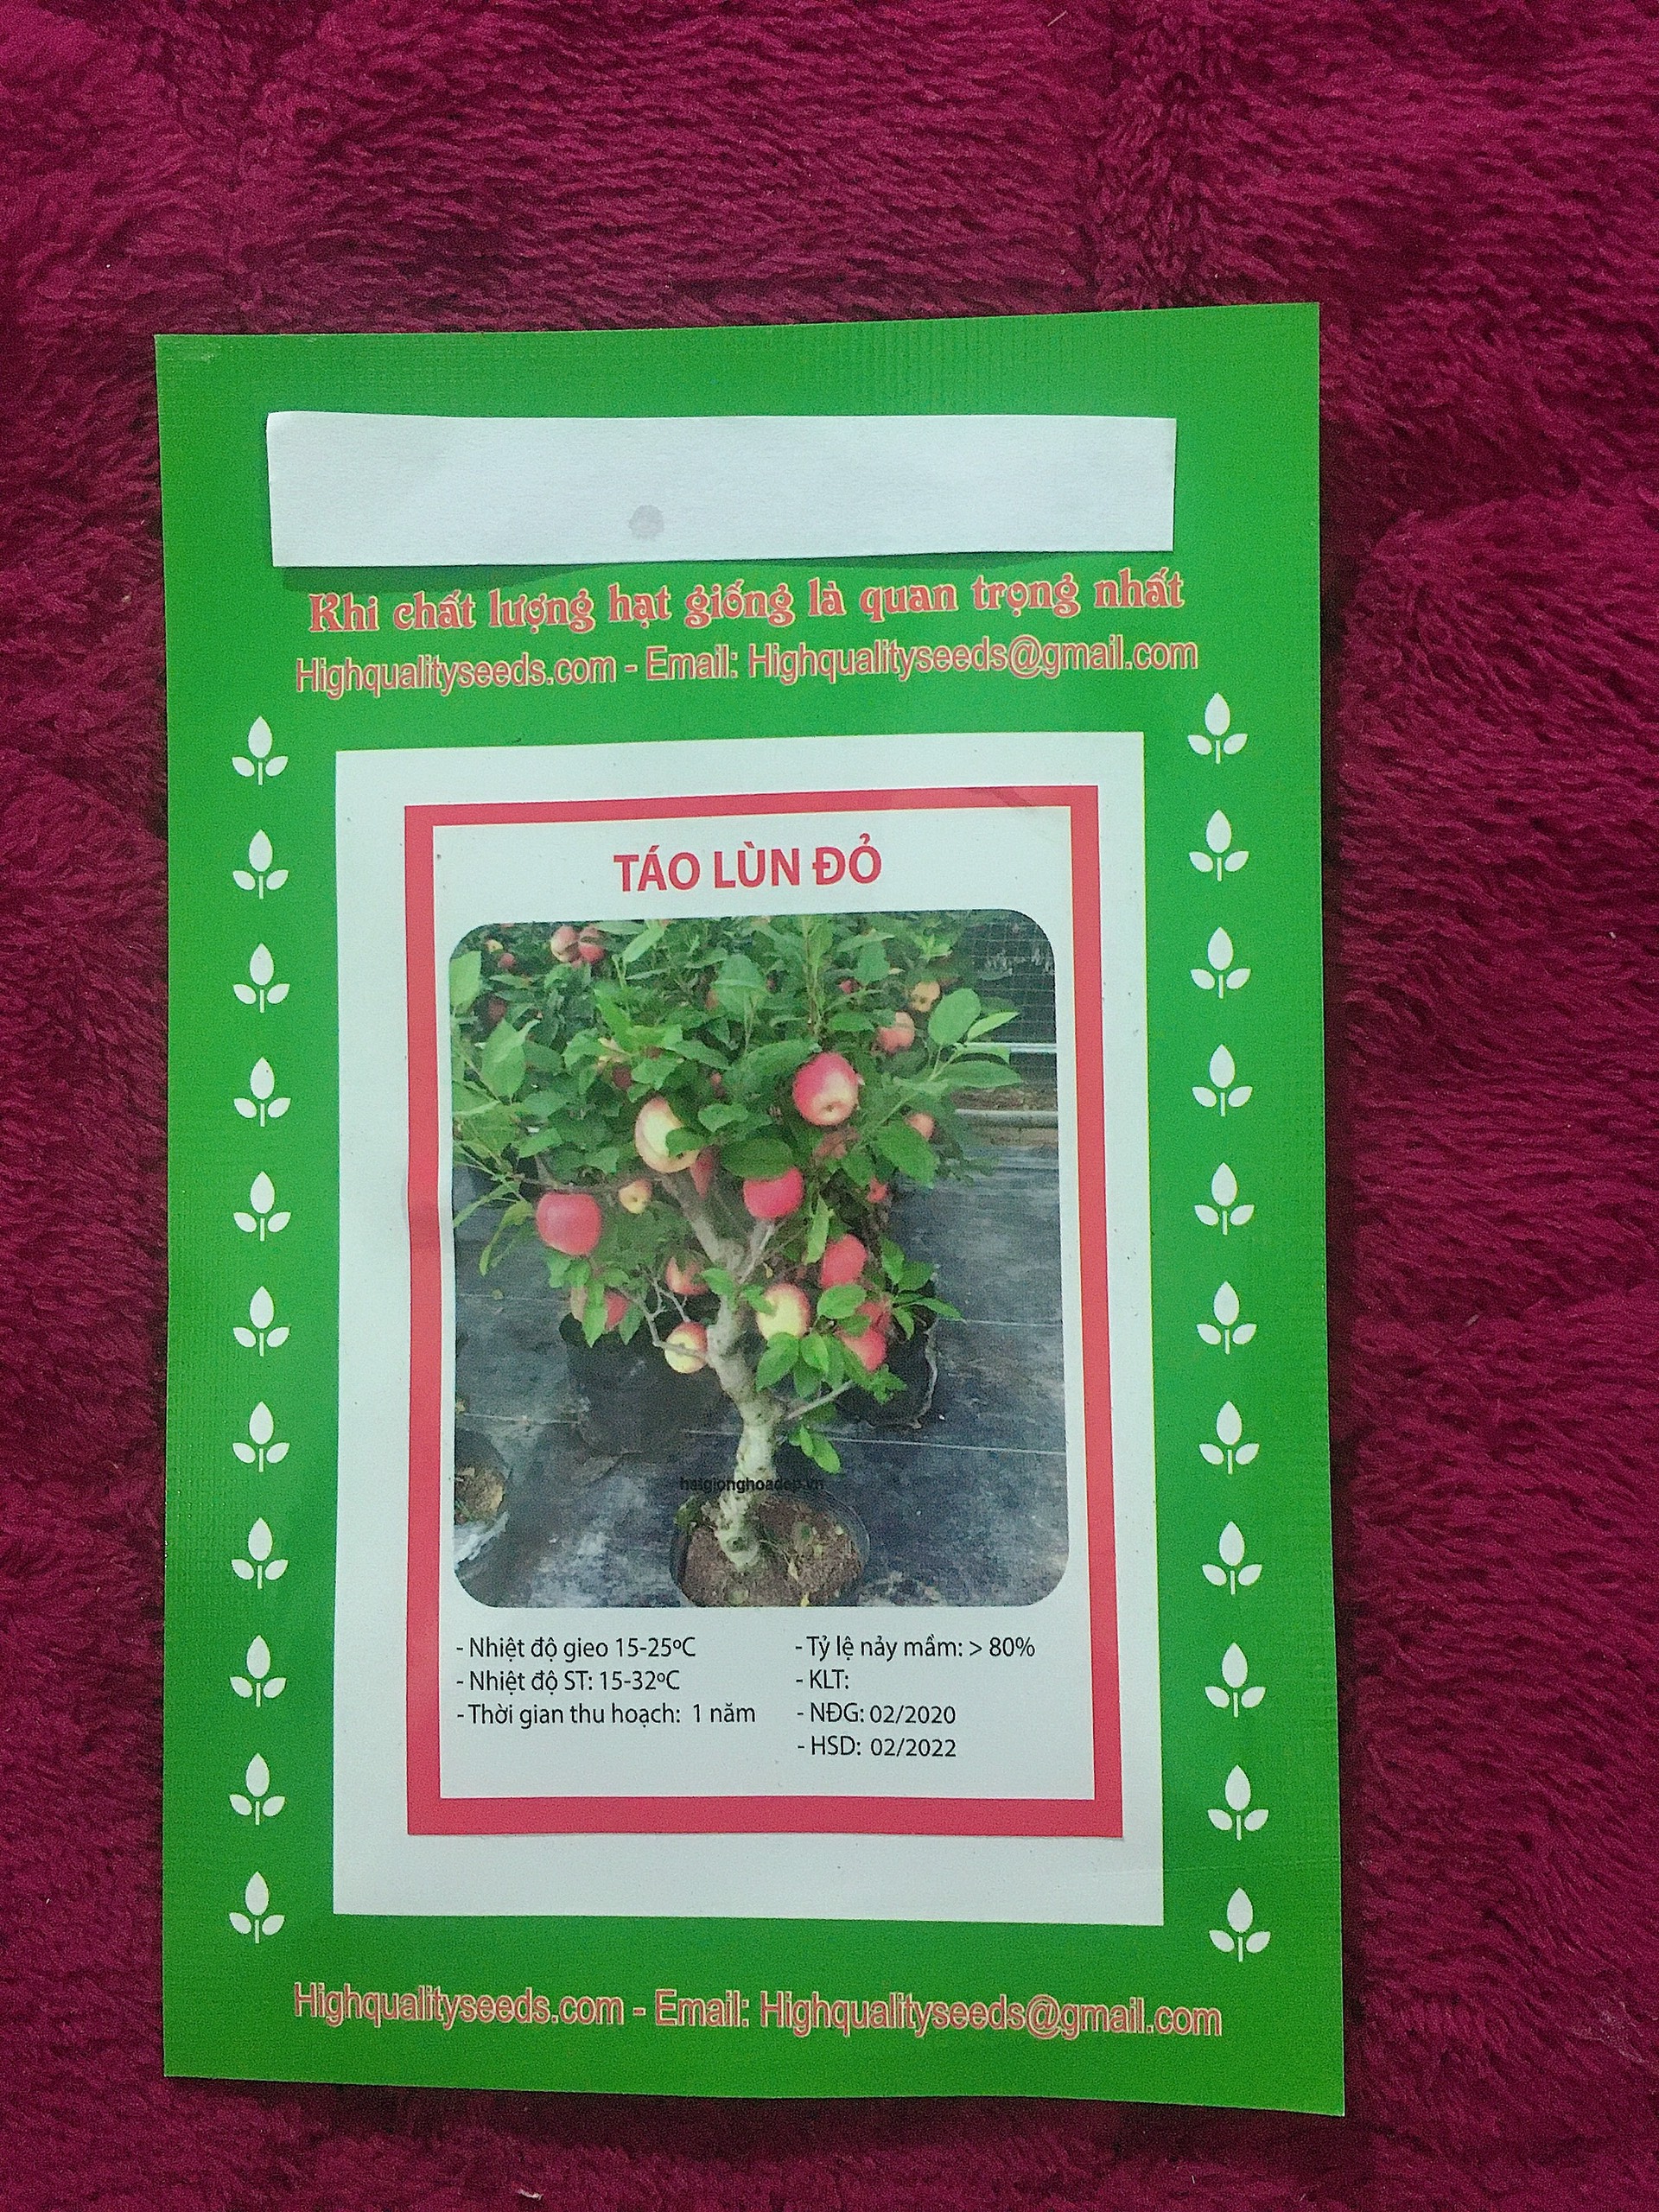 Khi chất lượng hạt giống là quan trọng nhất
Highqualityseeds.com - Email: Highqualityseeds@gmail.com
TÁO LÙN ĐỎ
hatgionghoadep.vn
- Nhiệt độ gieo 15-25ºC
- Nhiệt độ ST: 15-32ºC
- Thời gian thu hoạch: 1 năm
- Tỷ lệ nảy mầm: > 80%
- KLT:
- NĐG: 02/2020
- HSD: 02/2022
Highqualityseeds.com - Email: Highqualityseeds@gmail.com